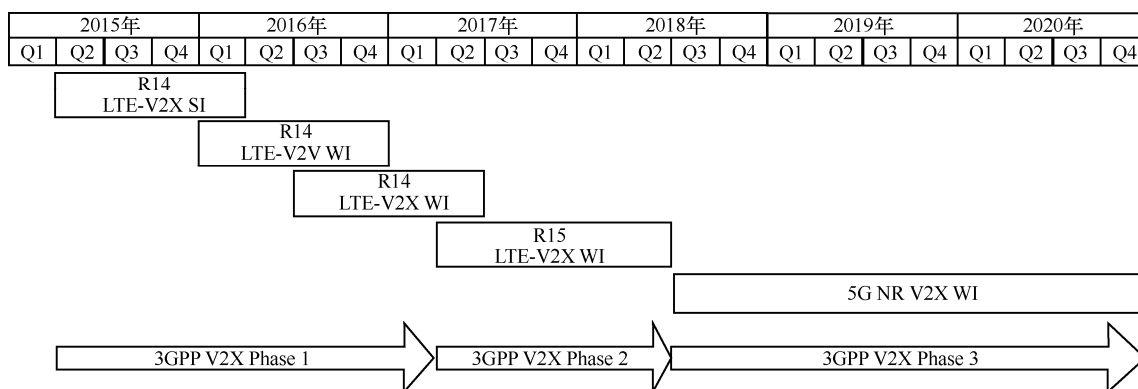 2015年 2016年 2017年 2018年 2019年 2020年
Q1 Q2 Q3 Q4 Q1 Q2 Q3 Q4 Q1 Q2 Q3 Q4 Q1 Q2 Q3 Q4 Q1 Q2 Q3 Q4 Q1 Q2 Q3 Q4
R14
LTE-V2X SI
R14
LTE-V2V WI
R14
LTE-V2X WI
R15
LTE-V2X WI
5G NR V2X WI
3GPP V2X Phase 1 3GPP V2X Phase 2 3GPP V2X Phase 3